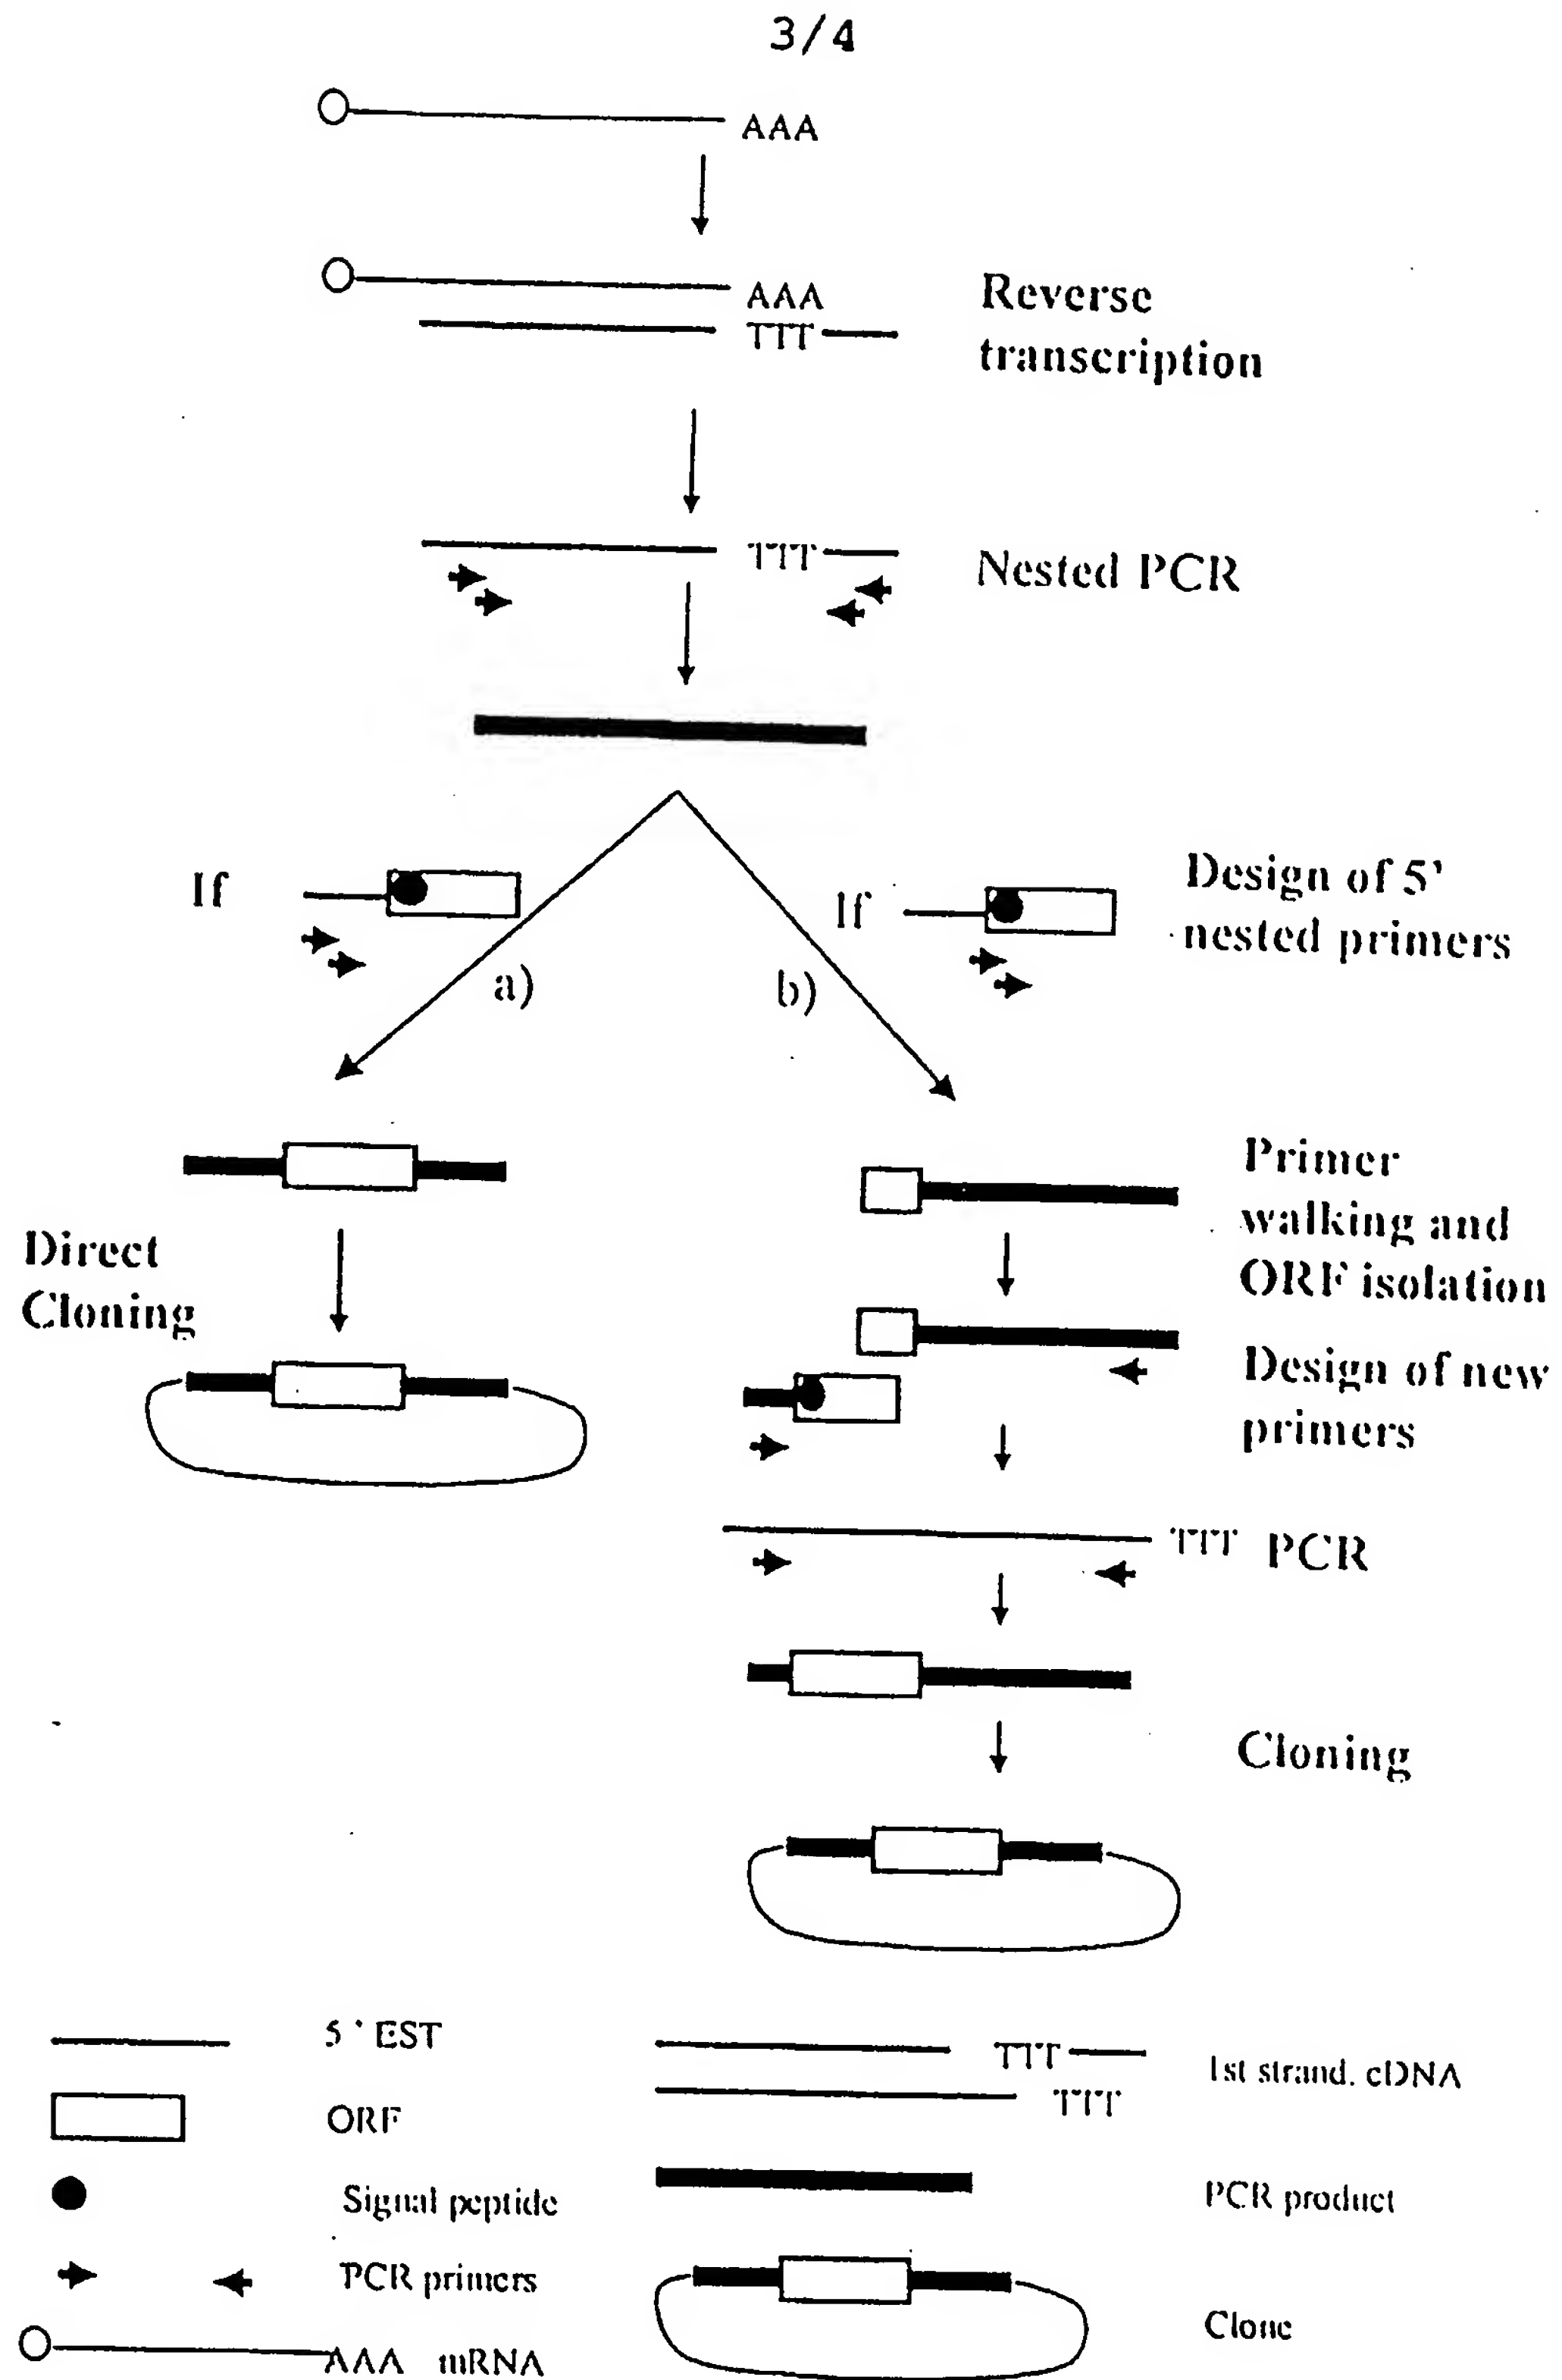 3/4
AAA
AAA
TTT
Reverse
transcription
TTT
Nested PCR
If
If
Design of 5'
nested primers
a)
b)
Direct
Cloning
Primer
walking and
ORF isolation
Design of new
primers
TTT PCR
Cloning
5' EST
TTT
1st strand. cDNA
TTT
ORF
Signal peptide
PCR product
PCR primers
Clone
AAA mRNA